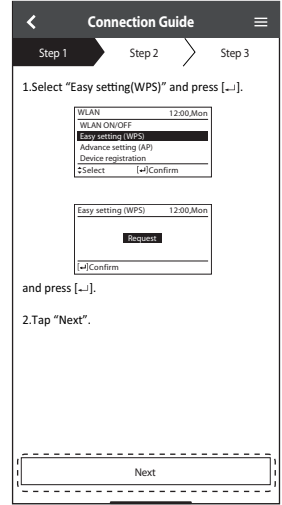 Connection Guide
Step 1 Step 2 Step 3
1.Select “Easy setting(WPS)” and press [↵].
WLAN 12:00,Mon
WLAN ON/OFF
Easy setting (WPS)
Advance setting (AP)
Device registration
Select [↵]Confirm
Easy setting (WPS) 12:00,Mon
Request
[↵]Confirm
and press [↵].
2.Tap “Next”.
Next